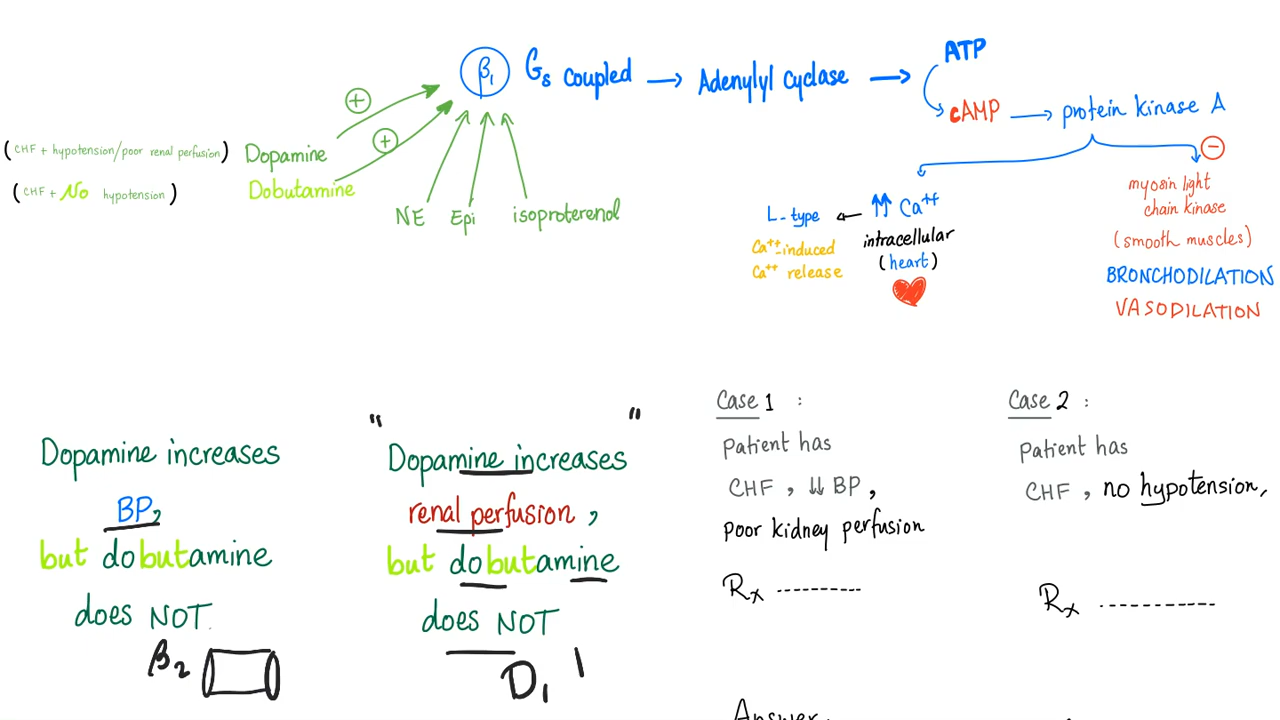 β₁ Gs coupled → Adenylyl cyclase → ATP
cAMP → protein kinase A
(CHF + hypotension/poor renal perfusion) Dopamine +
(CHF + No hypotension) Dobutamine +
NE Epi isoproterenol
L-type ← ↑↑ Ca++
Ca++-induced
Ca++ release
intracellular
(heart)
−
myosin light
chain kinase
(smooth muscles)
BRONCHODILATION
VASODILATION
Dopamine increases
BP,
but dobutamine
does NOT.
β₂
"Dopamine increases"
renal perfusion,
but dobutamine
does NOT
D₁
Case 1 :
Patient has
CHF, ↓↓ BP,
poor kidney perfusion
Rx ----------
Answer
Case 2 :
Patient has
CHF, no hypotension,
Rx -----------